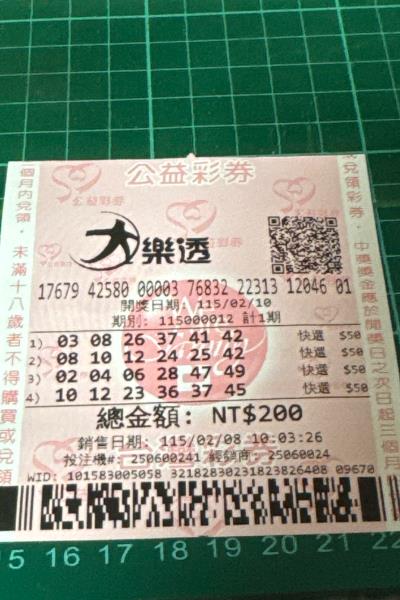 公益彩券
大樂透
17679 42580 00003 76832 22313 12046 01
開獎日期: 115/02/10
期別: 115000012 計1期
1) 03 08 26 37 41 42 快選 $50
2) 08 10 12 24 25 42 快選 $50
3) 02 04 06 28 47 49 快選 $50
4) 10 12 23 36 37 45 快選 $50
總金額: NT$200
銷售日期: 115/02/08 10:03:26
投注機#: 250600241 經銷商: 25060024
WID: 101583005058 32182830231823826408 09670
個月內兌領,未滿十八歲者不得購買或兌領
兌領彩券。中獎獎金應於開獎日之次日起三個月
15 16 17 18 19 20 21 22